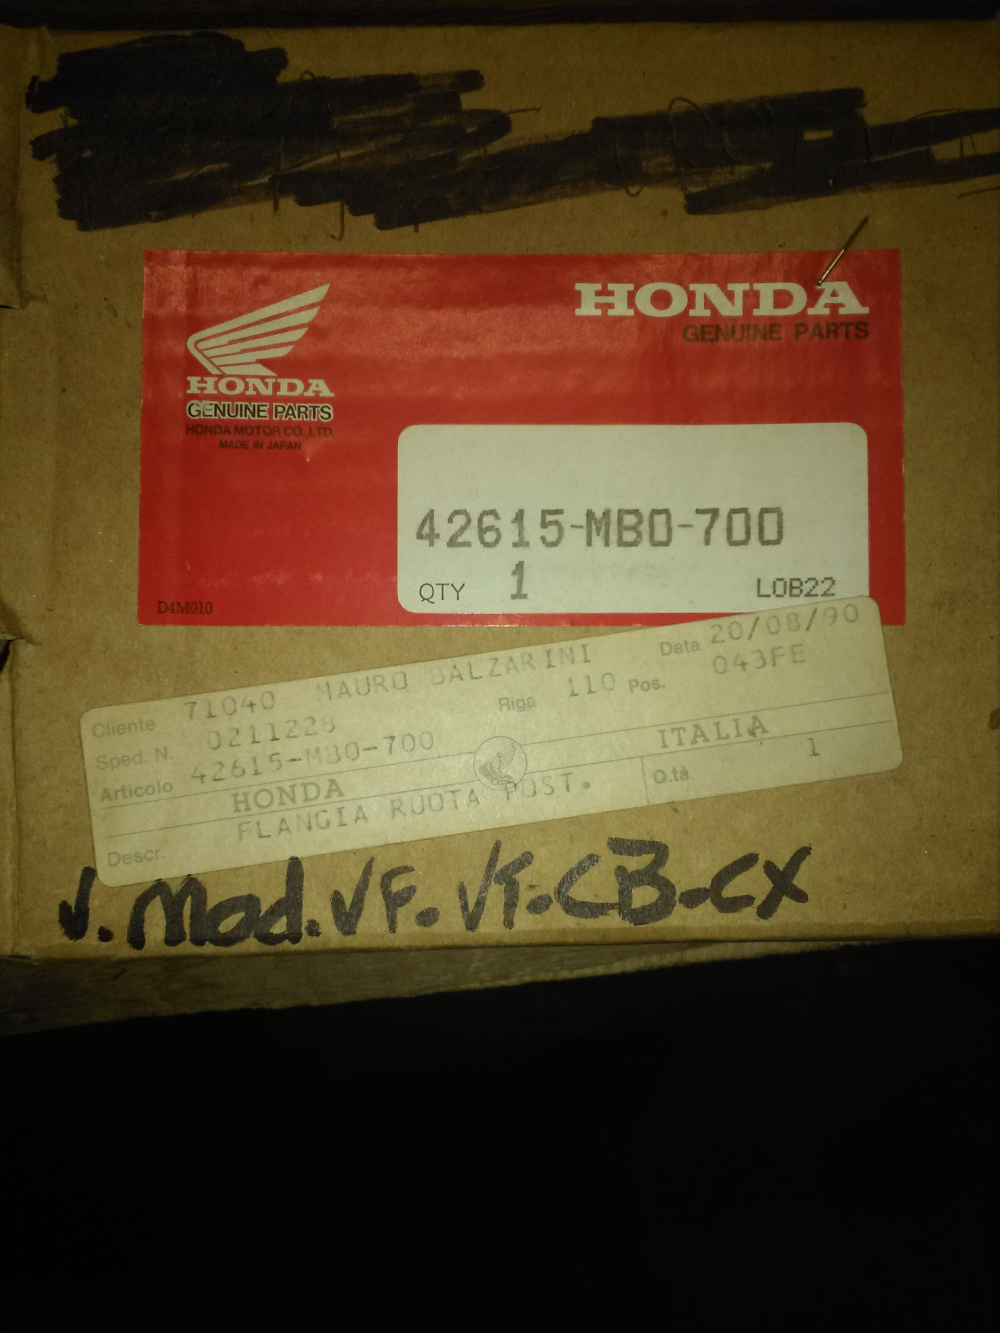 HONDA
GENUINE PARTS
HONDA
GENUINE PARTS
HONDA MOTOR CO.,LTD.
MADE IN JAPAN
42615-MB0-700
QTY 1 LOB22
D4M010
Cliente 71040 MAURO BALZARINI Data 20/08/90
Sped. N. 0211228 Riga 110 Pos. 043FE
Articolo 42615-MB0-700
HONDA ITALIA
Descr. FLANGIA RUOTA POST. Q.tà 1
V. Mod. VF. VT. CB-CX